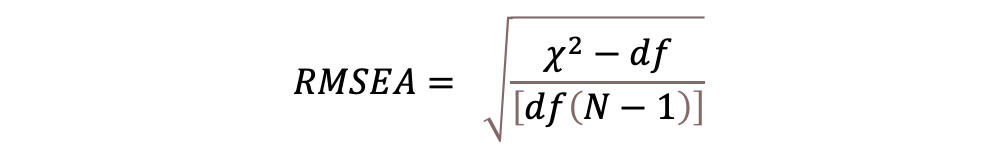 RMSEA = √((χ² − df) / [df(N − 1)])